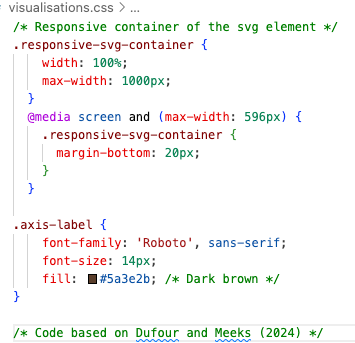 visualisations.css > ...
/* Responsive container of the svg element */
.responsive-svg-container {
width: 100%;
max-width: 1000px;
}
@media screen and (max-width: 596px) {
.responsive-svg-container {
margin-bottom: 20px;
}
}
.axis-label {
font-family: 'Roboto', sans-serif;
font-size: 14px;
fill: #5a3e2b; /* Dark brown */
}
/* Code based on Dufour and Meeks (2024) */